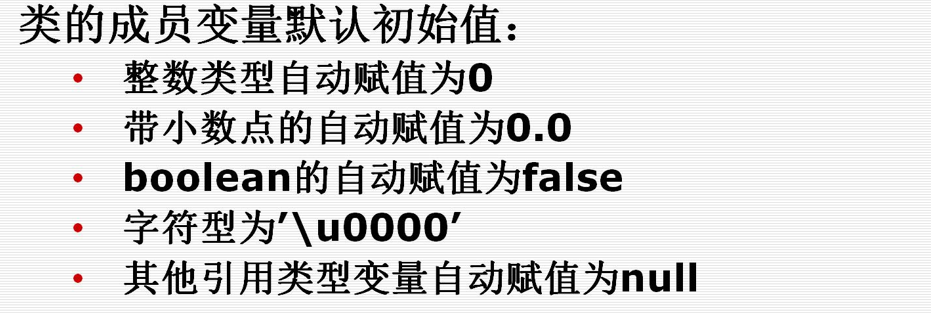 类的成员变量默认初始值：
• 整数类型自动赋值为0
• 带小数点的自动赋值为0.0
• boolean的自动赋值为false
• 字符型为’\u0000’
• 其他引用类型变量自动赋值为null